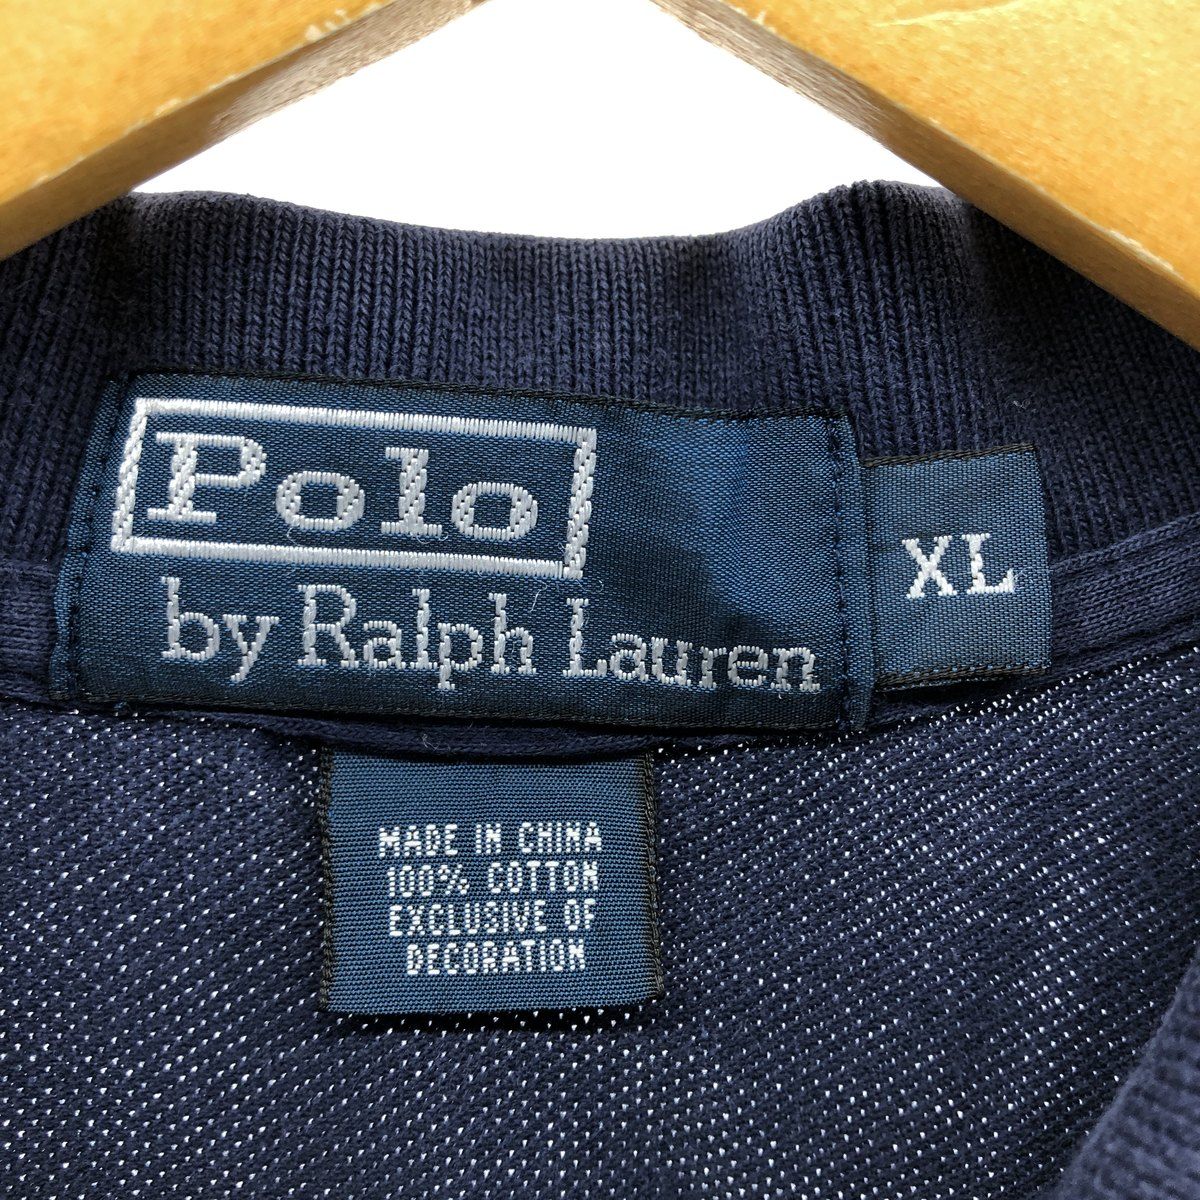 Polo
by Ralph Lauren
XL
MADE IN CHINA
100% COTTON
EXCLUSIVE OF
DECORATION